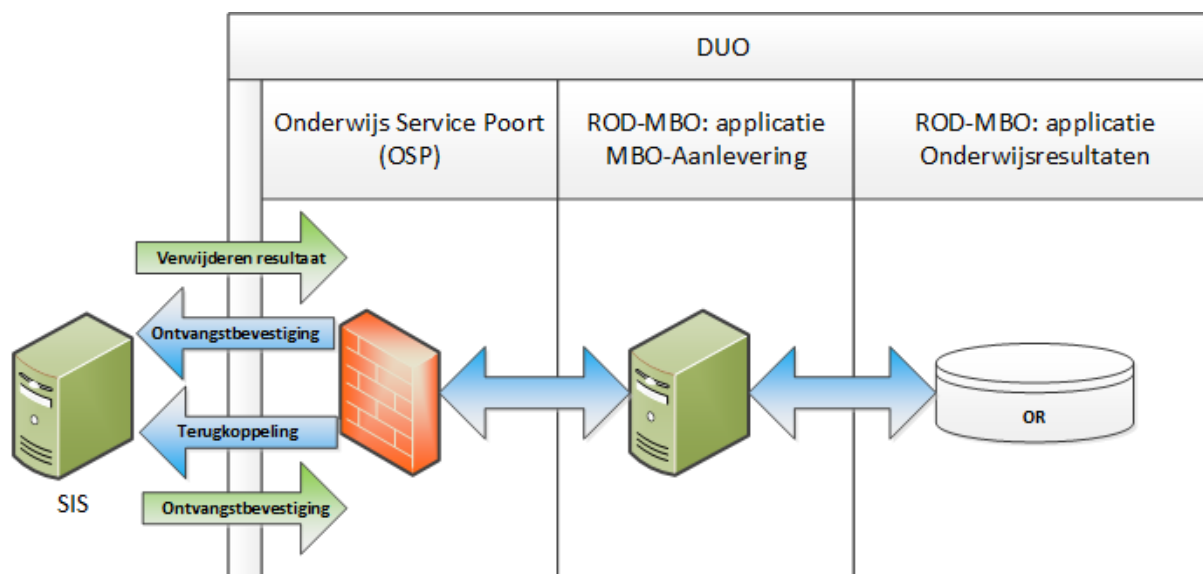 DUO
Onderwijs Service Poort
(OSP)
ROD-MBO: applicatie
MBO-Aanlevering
ROD-MBO: applicatie
Onderwijsresultaten
Verwijderen resultaat
Ontvangstbevestiging
Terugkoppeling
Ontvangstbevestiging
SIS
OR